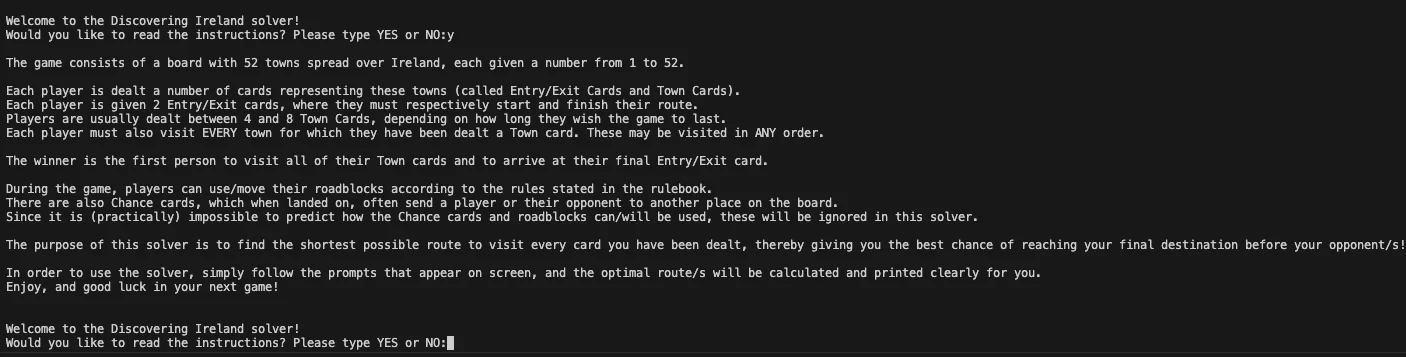 Welcome to the Discovering Ireland solver!
Would you like to read the instructions? Please type YES or NO:y
The game consists of a board with 52 towns spread over Ireland, each given a number from 1 to 52.
Each player is dealt a number of cards representing these towns (called Entry/Exit Cards and Town Cards).
Each player is given 2 Entry/Exit cards, where they must respectively start and finish their route.
Players are usually dealt between 4 and 8 Town Cards, depending on how long they wish the game to last.
Each player must also visit EVERY town for which they have been dealt a Town card. These may be visited in ANY order.
The winner is the first person to visit all of their Town cards and to arrive at their final Entry/Exit card.
During the game, players can use/move their roadblocks according to the rules stated in the rulebook.
There are also Chance cards, which when landed on, often send a player or their opponent to another place on the board.
Since it is (practically) impossible to predict how the Chance cards and roadblocks can/will be used, these will be ignored in this solver.
The purpose of this solver is to find the shortest possible route to visit every card you have been dealt, thereby giving you the best chance of reaching your final destination before your opponent/s!
In order to use the solver, simply follow the prompts that appear on screen, and the optimal route/s will be calculated and printed clearly for you.
Enjoy, and good luck in your next game!
Welcome to the Discovering Ireland solver!
Would you like to read the instructions? Please type YES or NO: